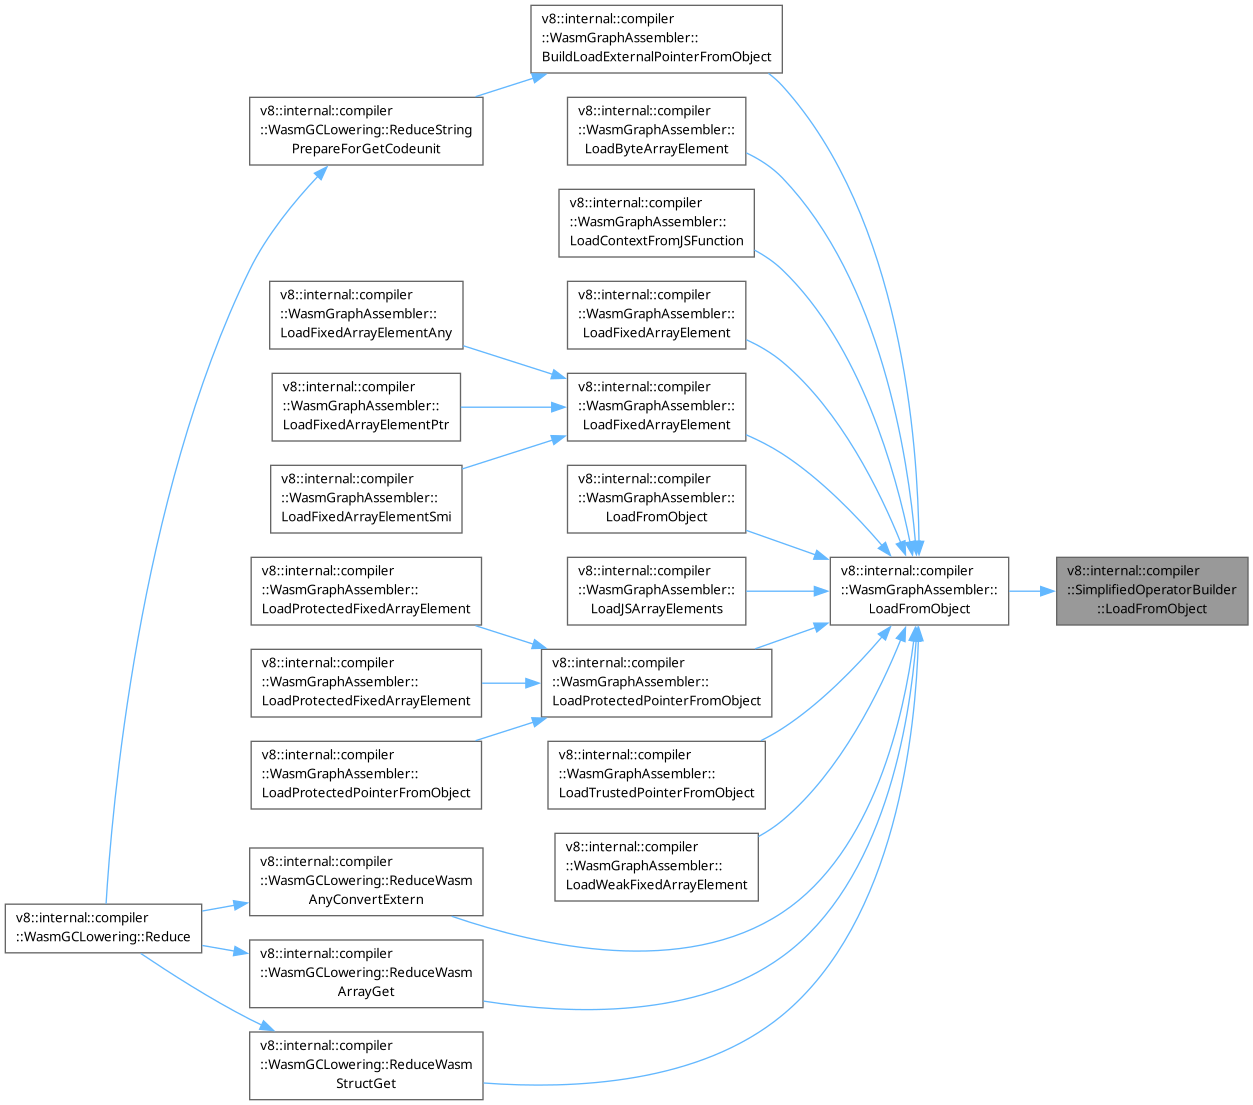 v8::internal::compiler
::WasmGraphAssembler::
BuildLoadExternalPointerFromObject
v8::internal::compiler
::WasmGCLowering::ReduceString
PrepareForGetCodeunit
v8::internal::compiler
::WasmGraphAssembler::
LoadByteArrayElement
v8::internal::compiler
::WasmGraphAssembler::
LoadContextFromJSFunction
v8::internal::compiler
::WasmGraphAssembler::
LoadFixedArrayElementAny
v8::internal::compiler
::WasmGraphAssembler::
LoadFixedArrayElement
v8::internal::compiler
::WasmGraphAssembler::
LoadFixedArrayElementPtr
v8::internal::compiler
::WasmGraphAssembler::
LoadFixedArrayElement
v8::internal::compiler
::WasmGraphAssembler::
LoadFixedArrayElementSmi
v8::internal::compiler
::WasmGraphAssembler::
LoadFromObject
v8::internal::compiler
::WasmGraphAssembler::
LoadProtectedFixedArrayElement
v8::internal::compiler
::WasmGraphAssembler::
LoadJSArrayElements
v8::internal::compiler
::WasmGraphAssembler::
LoadFromObject
v8::internal::compiler
::SimplifiedOperatorBuilder
::LoadFromObject
v8::internal::compiler
::WasmGraphAssembler::
LoadProtectedFixedArrayElement
v8::internal::compiler
::WasmGraphAssembler::
LoadProtectedPointerFromObject
v8::internal::compiler
::WasmGraphAssembler::
LoadProtectedPointerFromObject
v8::internal::compiler
::WasmGraphAssembler::
LoadTrustedPointerFromObject
v8::internal::compiler
::WasmGraphAssembler::
LoadWeakFixedArrayElement
v8::internal::compiler
::WasmGCLowering::ReduceWasm
AnyConvertExtern
v8::internal::compiler
::WasmGCLowering::Reduce
v8::internal::compiler
::WasmGCLowering::ReduceWasm
ArrayGet
v8::internal::compiler
::WasmGCLowering::ReduceWasm
StructGet